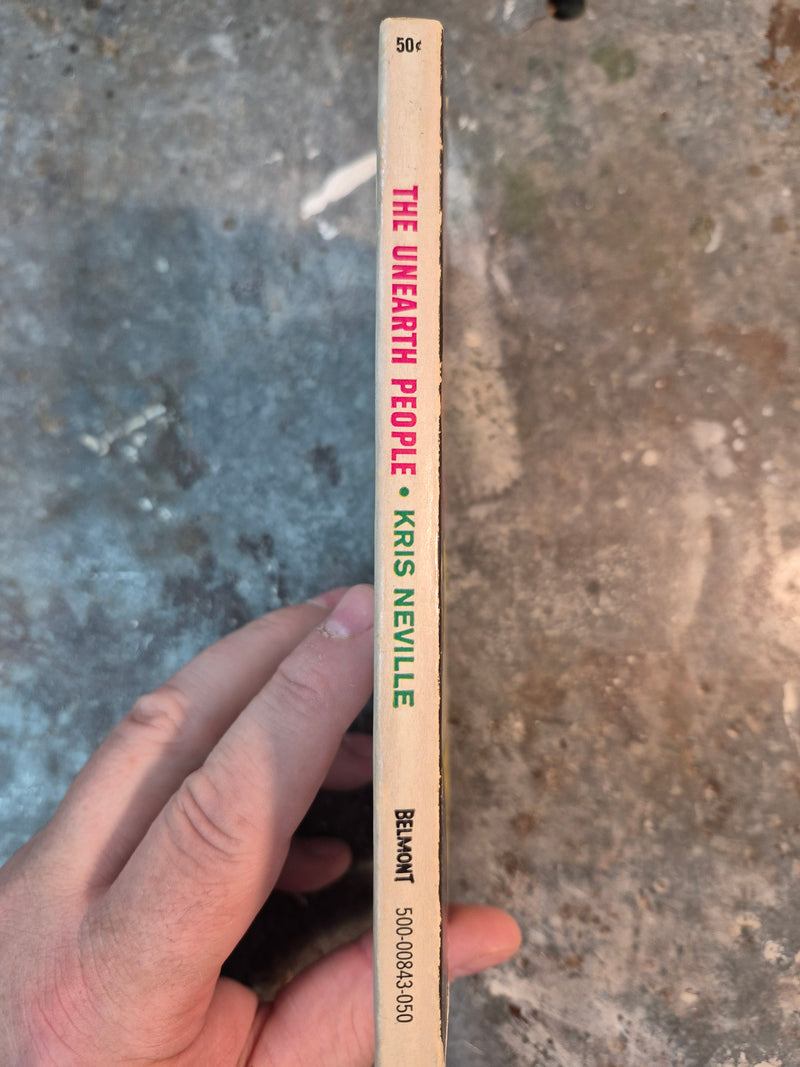 50¢
THE UNEARTH PEOPLE • KRIS NEVILLE
BELMONT 500-00843-050